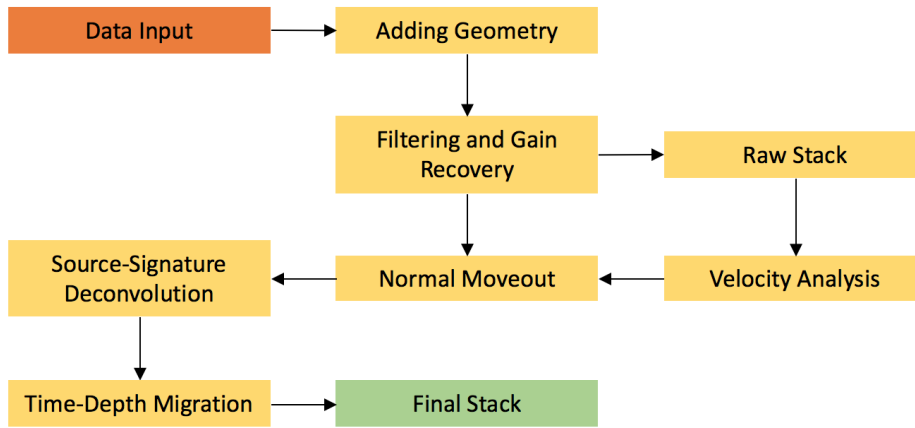 Data Input
Adding Geometry
Filtering and Gain
Recovery
Raw Stack
Source-Signature
Deconvolution
Normal Moveout
Velocity Analysis
Time-Depth Migration
Final Stack